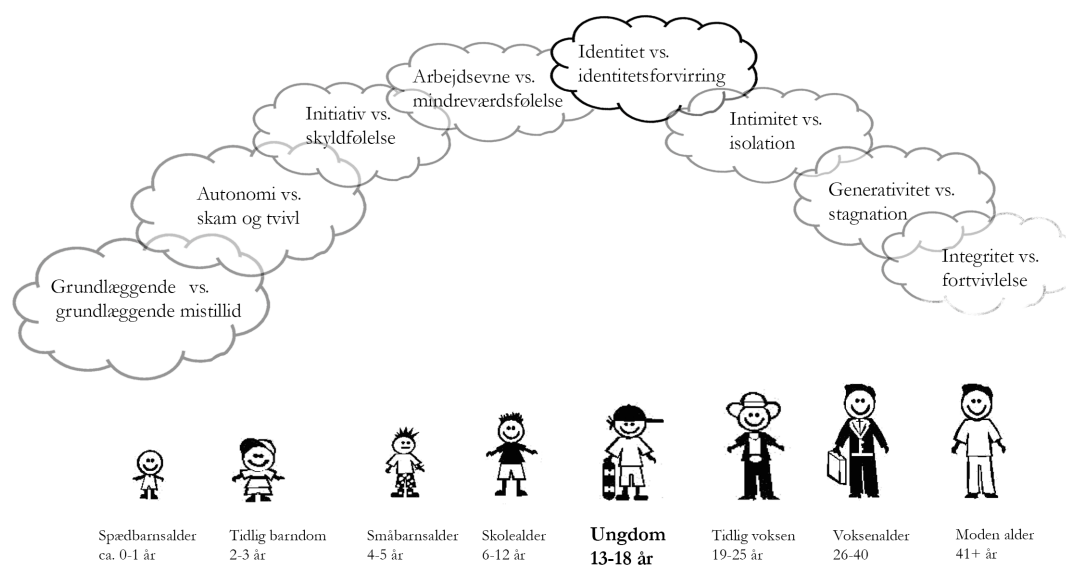 Identitet vs.
identitetsforvirring
Arbejdsevne vs.
mindreværdsfølelse
Initiativ vs.
skyldfølelse
Intimitet vs.
isolation
Autonomi vs.
skam og tvivl
Generativitet vs.
stagnation
Integritet vs.
fortvivlelse
Grundlæggende vs.
grundlæggende mistillid
Spædbarnsalder
ca. 0-1 år
Tidlig barndom
2-3 år
Småbarnsalder
4-5 år
Skolealder
6-12 år
Ungdom
13-18 år
Tidlig voksen
19-25 år
Voksenalder
26-40
Moden alder
41+ år